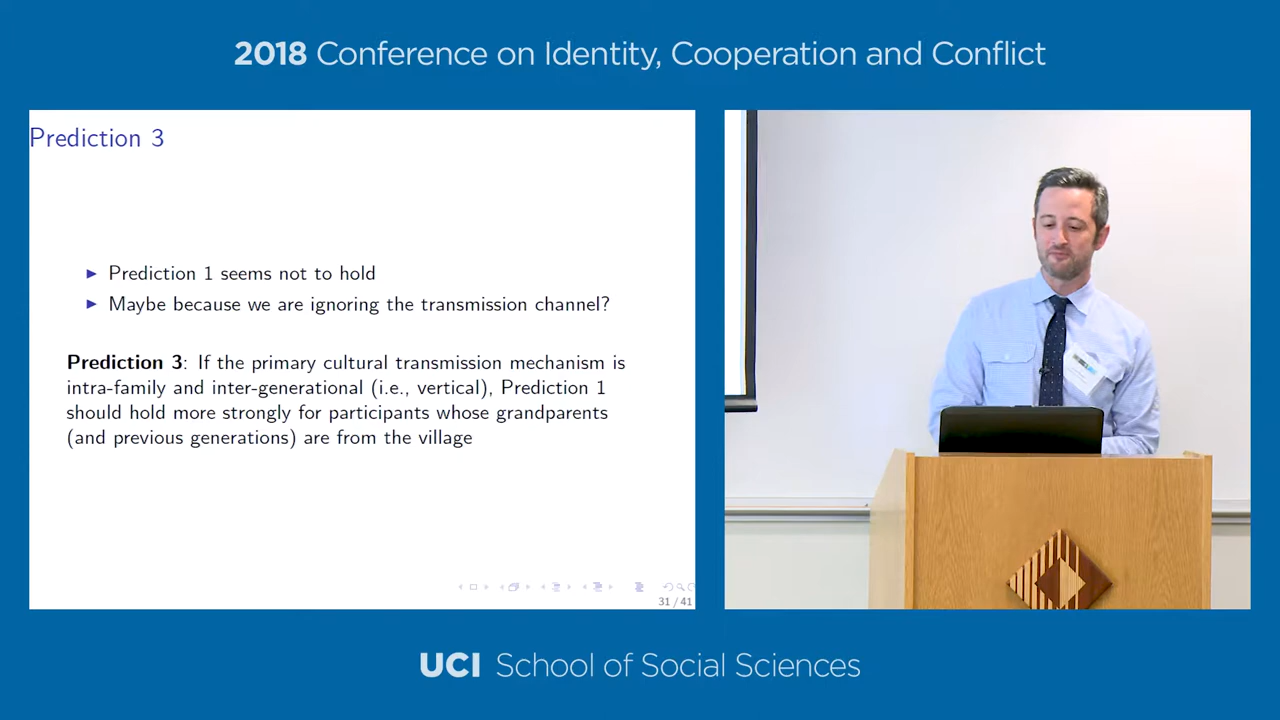 2018 Conference on Identity, Cooperation and Conflict
Prediction 3
Prediction 1 seems not to hold
Maybe because we are ignoring the transmission channel?
Prediction 3: If the primary cultural transmission mechanism is
intra-family and inter-generational (i.e., vertical), Prediction 1
should hold more strongly for participants whose grandparents
(and previous generations) are from the village
31 / 41
UCI School of Social Sciences